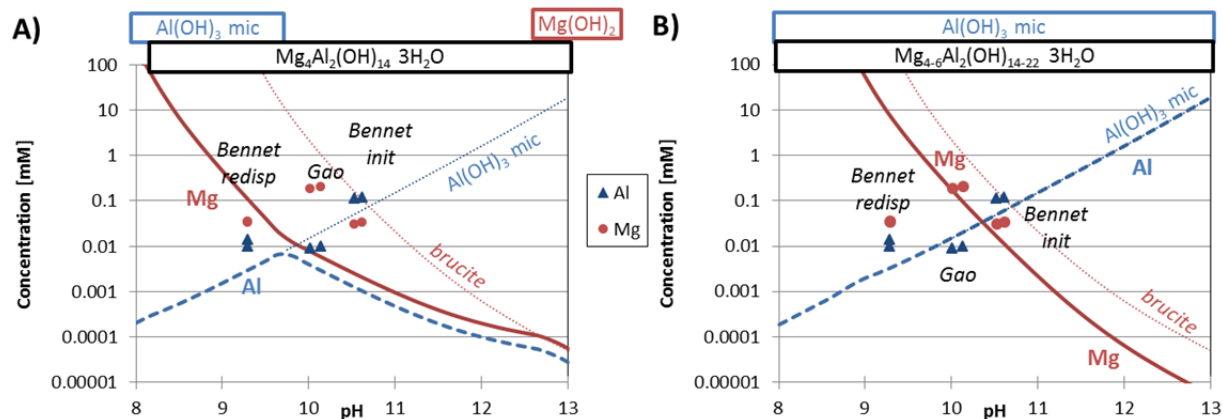 A)
Al(OH)₃ mic
Mg(OH)₂
Mg₄Al₂(OH)₁₄ 3H₂O
100
10
1
0.1
0.01
0.001
0.0001
0.00001
Concentration [mM]
Bennet
redisp
Gao
Bennet
init
Mg
Al(OH)₃ mic
brucite
Al
8
9
10
11
12
13
pH
Al
Mg
B)
Al(OH)₃ mic
Mg₄₋₆Al₂(OH)₁₄₋₂₂ 3H₂O
100
10
1
0.1
0.01
0.001
0.0001
0.00001
Concentration [mM]
Al(OH)₃ mic
Al
Mg
Bennet
redisp
Bennet
init
Gao
brucite
Mg
8
9
10
11
12
13
pH